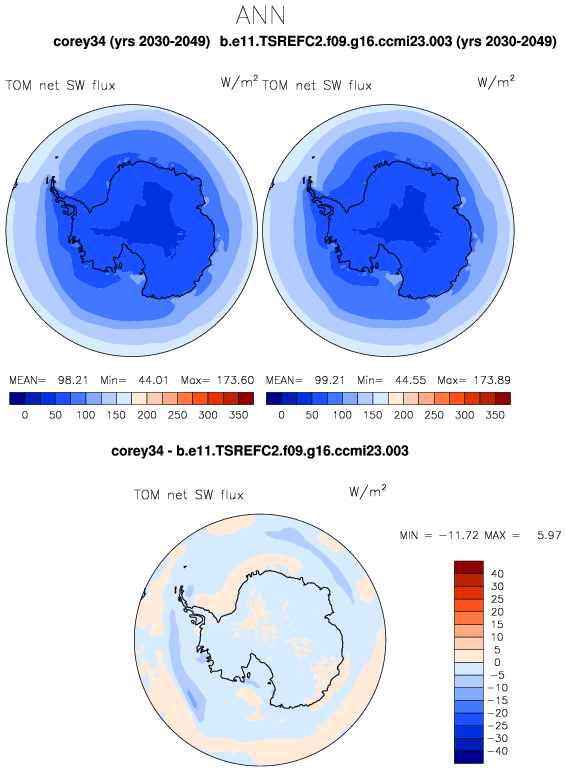 ANN
corey34 (yrs 2030-2049) b.e11.TSREFC2.f09.g16.ccmi23.003 (yrs 2030-2049)
TOM net SW flux W/m² TOM net SW flux W/m²
MEAN= 98.21 Min= 44.01 Max= 173.60 MEAN= 99.21 Min= 44.55 Max= 173.89
0 50 100 150 200 250 300 350 0 50 100 150 200 250 300 350
corey34 - b.e11.TSREFC2.f09.g16.ccmi23.003
TOM net SW flux W/m²
MIN = -11.72 MAX = 5.97
40
30
25
20
15
10
5
0
-5
-10
-15
-20
-25
-30
-40